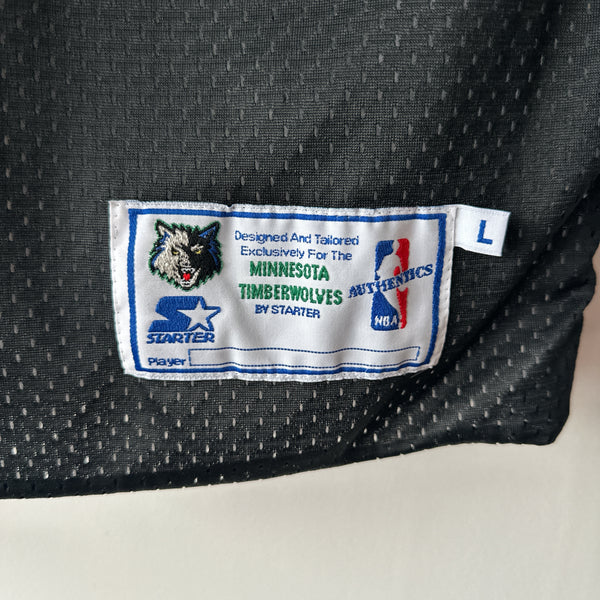 Designed And Tailored
Exclusively For The
MINNESOTA
TIMBERWOLVES
BY STARTER
STARTER
AUTHENTICS
NBA
Player
L